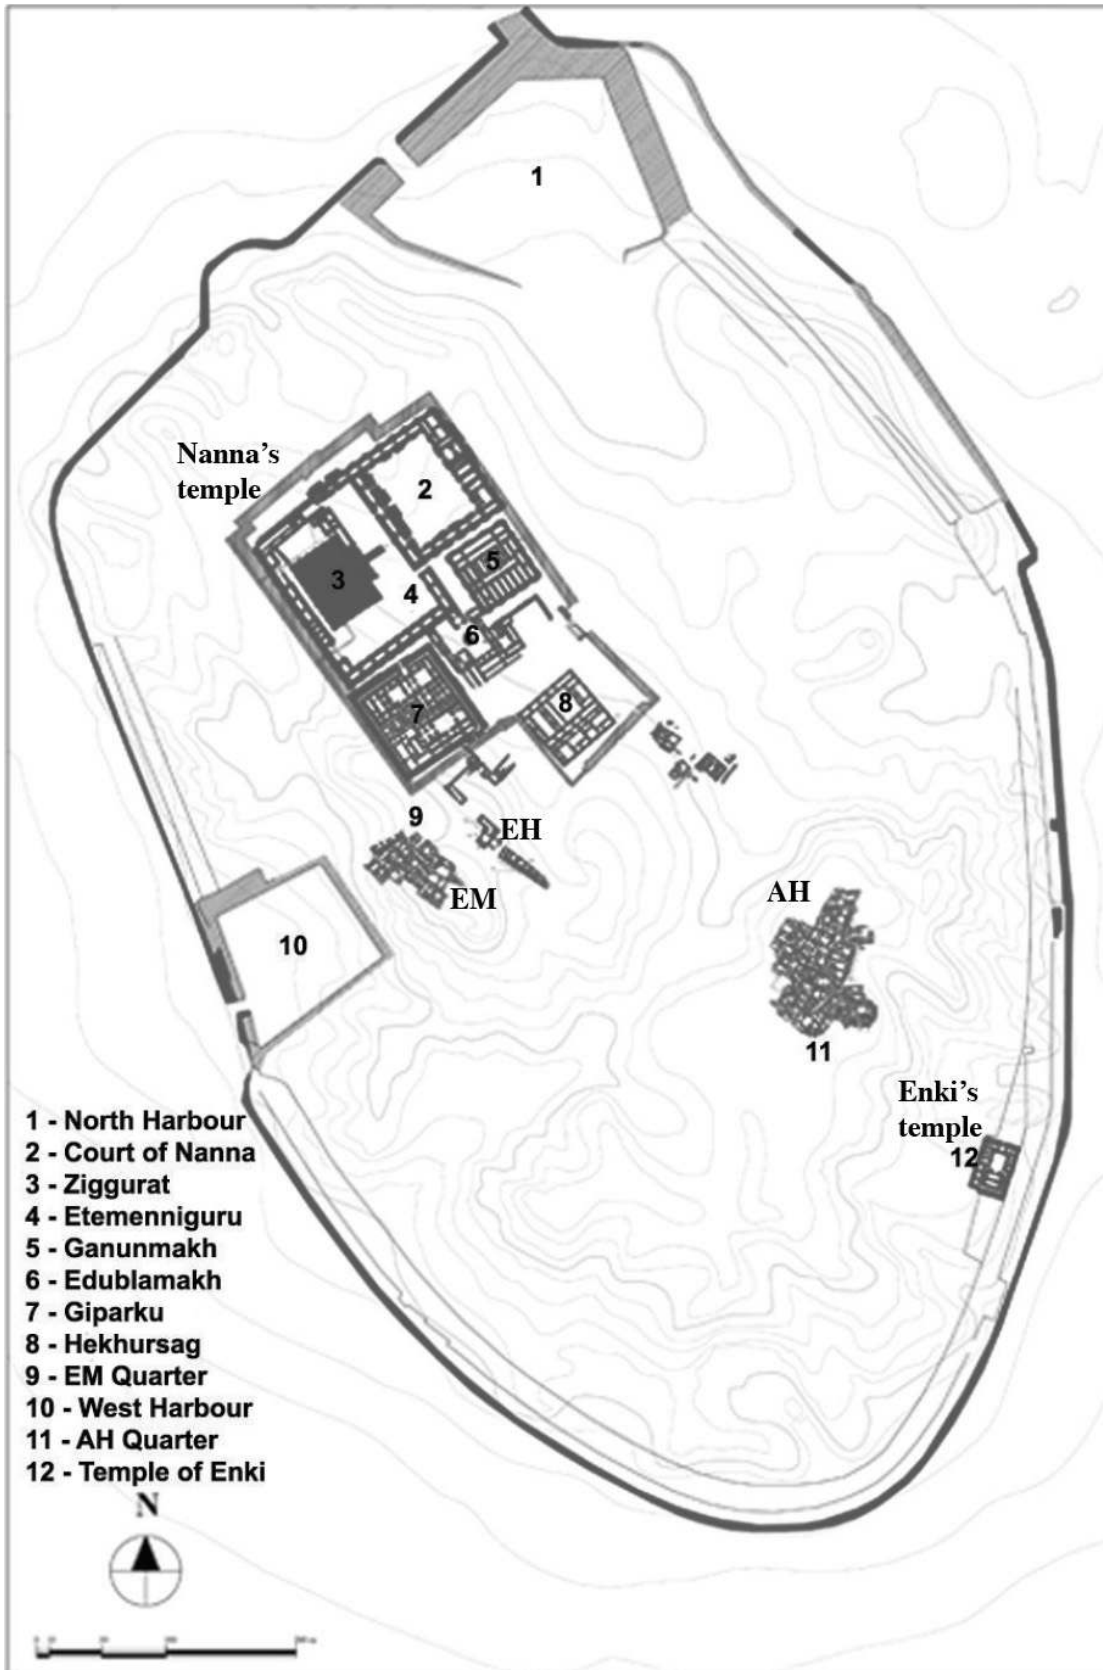 1
Nanna's
temple
2
5
3
4
6
8
7
9
EH
EM
AH
10
11
Enki's
temple
12
1 - North Harbour
2 - Court of Nanna
3 - Ziggurat
4 - Etemenniguru
5 - Ganunmakh
6 - Edublamakh
7 - Giparku
8 - Hekhursag
9 - EM Quarter
10 - West Harbour
11 - AH Quarter
12 - Temple of Enki
N